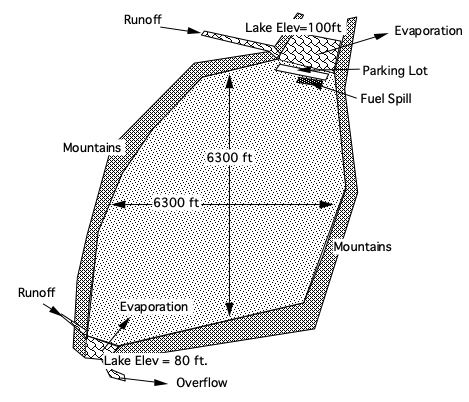 Runoff
Lake Elev=100ft
Evaporation
Parking Lot
Fuel Spill
Mountains
6300 ft
6300 ft
Mountains
Runoff
Evaporation
Lake Elev = 80 ft.
Overflow